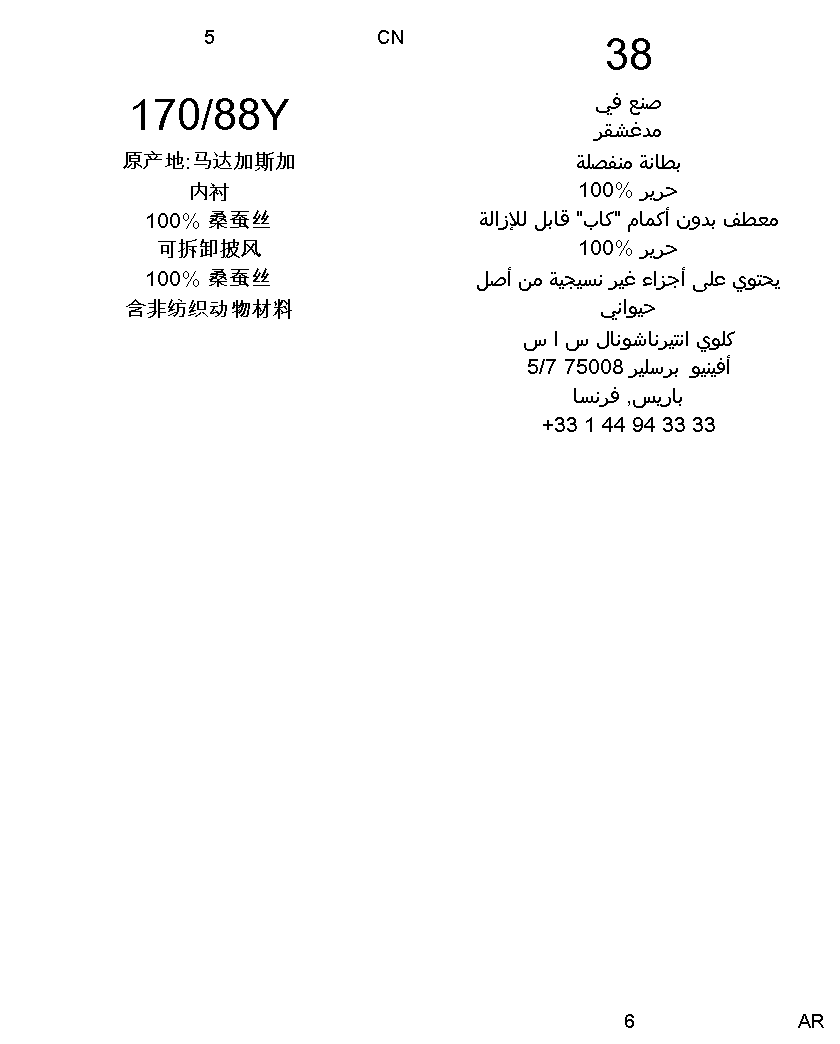 5
CN
170/88Y
原产地:马达加斯加
内衬
100% 桑蚕丝
可拆卸披风
100% 桑蚕丝
含非纺织动物材料
38
صنع في
مدغشقر
بطانة منفصلة
حرير %100
معطف بدون أكمام "كاب" قابل للإزالة
حرير %100
يحتوي على أجزاء غير نسيجية من أصل
حيواني
كلوي انتيرناشونال س ا س
أفينيو برسلير 75008 5/7
باريس, فرنسا
+33 1 44 94 33 33
6
AR